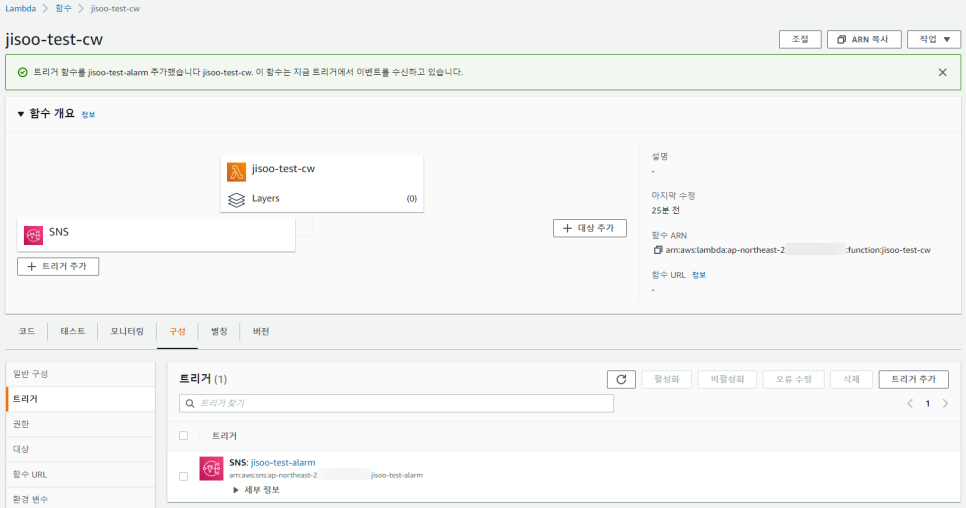 Lambda > 함수 > jisoo-test-cw
jisoo-test-cw
조절
ARN 복사
작업 ▼
트리거 함수를 jisoo-test-alarm 추가했습니다 jisoo-test-cw. 이 함수는 지금 트리거에서 이벤트를 수신하고 있습니다.
▼ 함수 개요 정보
jisoo-test-cw
Layers (0)
SNS
+ 트리거 추가
+ 대상 추가
설명
-
마지막 수정
25분 전
함수 ARN
arn:aws:lambda:ap-northeast-2 :function:jisoo-test-cw
함수 URL 정보
-
코드 테스트 모니터링 구성 별칭 버전
일반 구성
트리거
권한
대상
함수 URL
환경 변수
트리거 (1)
활성화 비활성화 오류 수정 삭제 트리거 추가
트리거 찾기
< 1 >
트리거
SNS: jisoo-test-alarm
arn:aws:sns:ap-northeast-2 jisoo-test-alarm
▶ 세부 정보